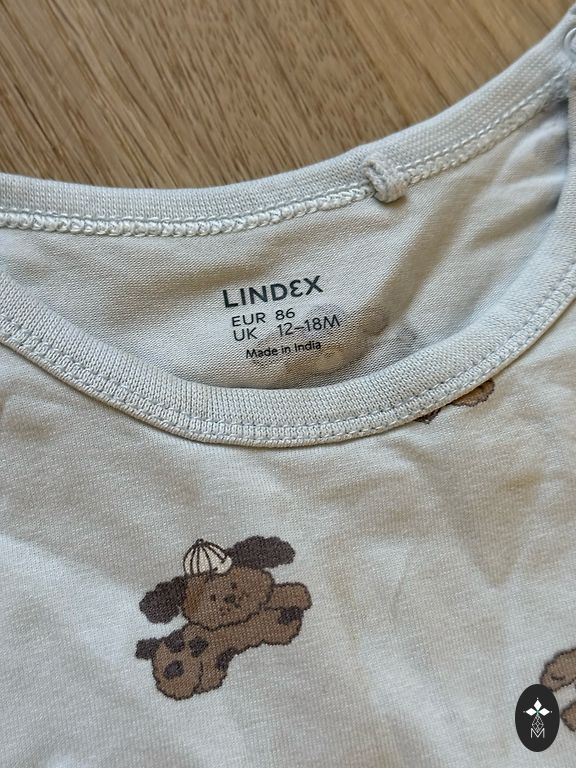 LINDEX
EUR 86
UK 12–18M
Made in India
M